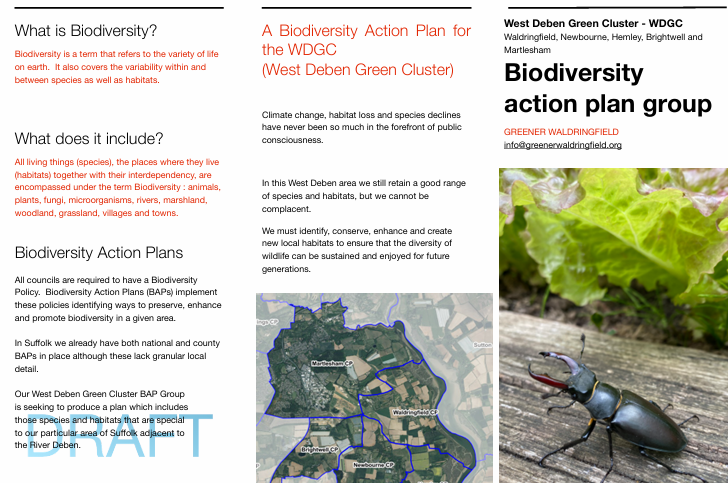 What is Biodiversity?
Biodiversity is a term that refers to the variety of life
on earth.  It also covers the variability within and
between species as well as habitats.
What does it include?
All living things (species), the places where they live
(habitats) together with their interdependency, are
encompassed under the term Biodiversity : animals,
plants, fungi, microorganisms, rivers, marshland,
woodland, grassland, villages and towns.
Biodiversity Action Plans
All councils are required to have a Biodiversity
Policy.  Biodiversity Action Plans (BAPs) implement
these policies identifying ways to preserve, enhance
and promote biodiversity in a given area.
In Suffolk we already have both national and county
BAPs in place although these lack granular local
detail.
Our West Deben Green Cluster BAP Group
is seeking to produce a plan which includes
those species and habitats that are special
to our particular area of Suffolk adjacent to
the River Deben.
DRAFT
A Biodiversity Action Plan for
the WDGC
(West Deben Green Cluster)
Climate change, habitat loss and species declines
have never been so much in the forefront of public
consciousness.
In this West Deben area we still retain a good range
of species and habitats, but we cannot be
complacent.
We must identify, conserve, enhance and create
new local habitats to ensure that the diversity of
wildlife can be sustained and enjoyed for future
generations.
Martlesham CP
Waldringfield CP
Brightwell CP
Newbourne CP
Sutton
West Deben Green Cluster - WDGC
Waldringfield, Newbourne, Hemley, Brightwell and
Martlesham
Biodiversity
action plan group
GREENER WALDRINGFIELD
info@greenerwaldringfield.org